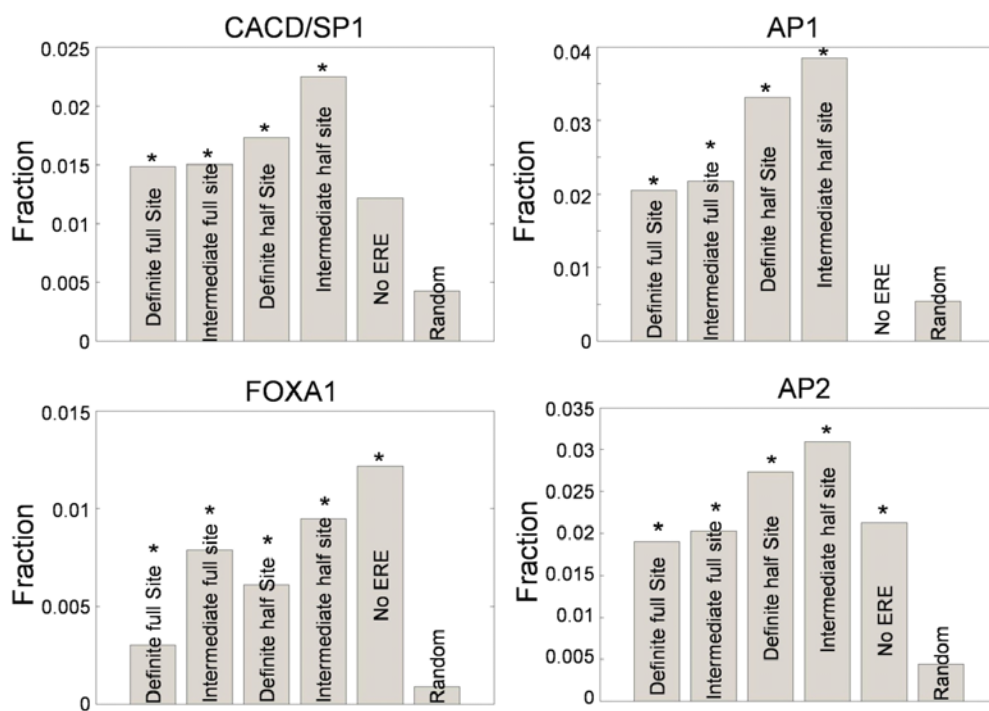 CACD/SP1
Fraction
0.025
0.02
0.015
0.01
0.005
0
Definite full Site
*
Intermediate full site
*
Definite half Site
*
Intermediate half site
*
No ERE
Random
AP1
Fraction
0.04
0.03
0.02
0.01
0
Definite full Site
*
Intermediate full site
*
Definite half Site
*
Intermediate half site
*
No ERE
Random
FOXA1
Fraction
0.015
0.01
0.005
0
Definite full Site
*
Intermediate full site
*
Definite half Site
*
Intermediate half site
*
No ERE
*
Random
AP2
Fraction
0.035
0.03
0.025
0.02
0.015
0.01
0.005
0
Definite full Site
*
Intermediate full site
*
Definite half Site
*
Intermediate half site
*
No ERE
*
Random